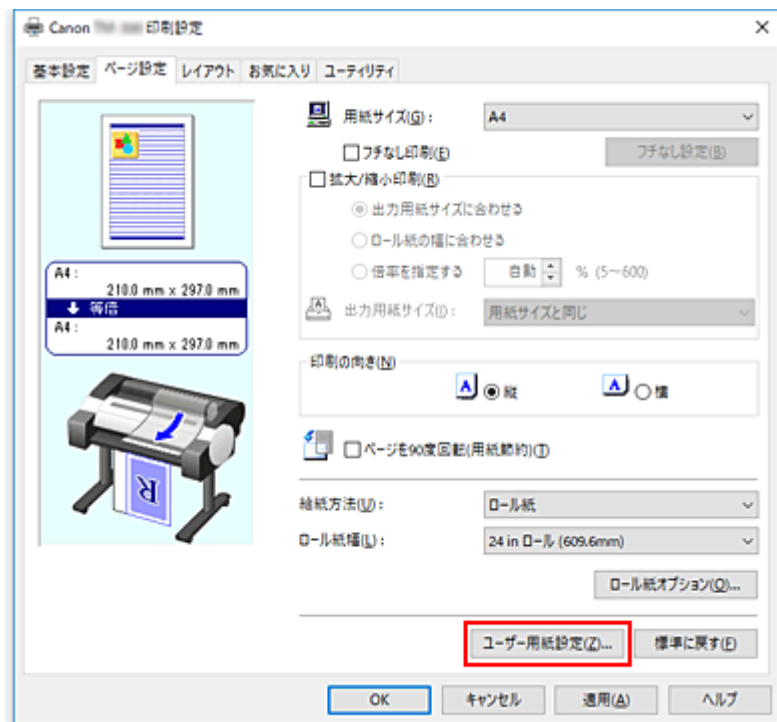 Canon 印刷設定
基本設定 ページ設定 レイアウト お気に入り ユーティリティ
用紙サイズ(G): A4
フチなし印刷(E) フチなし設定(B)
拡大/縮小印刷(R)
出力用紙サイズに合わせる
ロール紙の幅に合わせる
倍率を指定する 自動 % (5～600)
出力用紙サイズ(I): 用紙サイズと同じ
A4:
210.0 mm x 297.0 mm
等倍
A4:
210.0 mm x 297.0 mm
印刷の向き(N)
A 縦 A 横
ページを90度回転(用紙節約)(T)
R
給紙方法(U): ロール紙
ロール紙幅(L): 24 in ロール (609.6mm)
ロール紙オプション(O)...
ユーザー用紙設定(Z)... 標準に戻す(F)
OK キャンセル 適用(A) ヘルプ